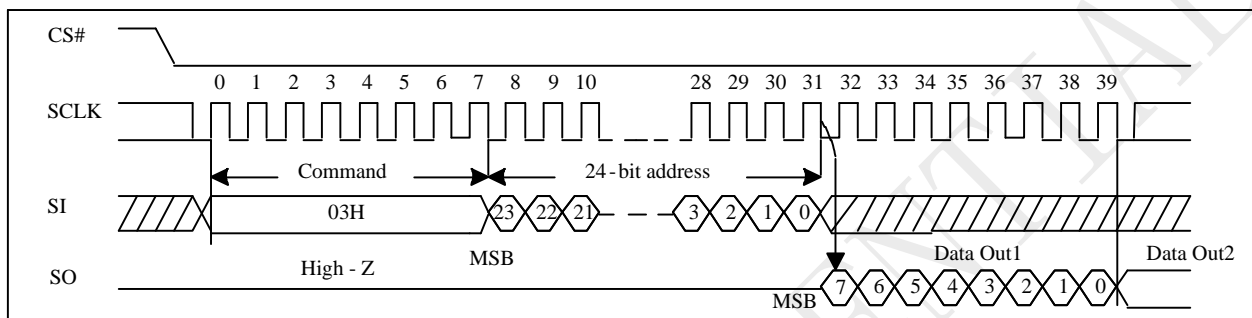 CS#
0 1 2 3 4 5 6 7 8 9 10 28 29 30 31 32 33 34 35 36 37 38 39
SCLK
Command 24-bit address
SI 03H 23 22 21 3 2 1 0
MSB
High - Z Data Out1 Data Out2
SO MSB 7 6 5 4 3 2 1 0